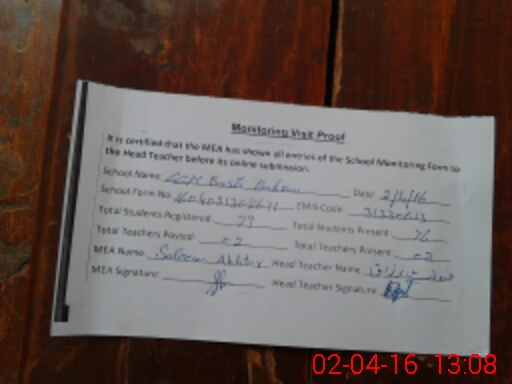 Monitoring Visit Proof
It is certified that the MEA has shown all entries of the School Monitoring Form to
the Head Teacher before its online submission.
School Name: Basti Date: 2/4/16
School Form No: EMIS Code:
Total Students Registered: 79 Total Students Present: 76
Total Teachers Posted: 02 Total Teachers Present: 02
MEA Name: Saleem Akhtar Head Teacher Name:
MEA Signature: Head Teacher Signature:
02-04-16 13:08